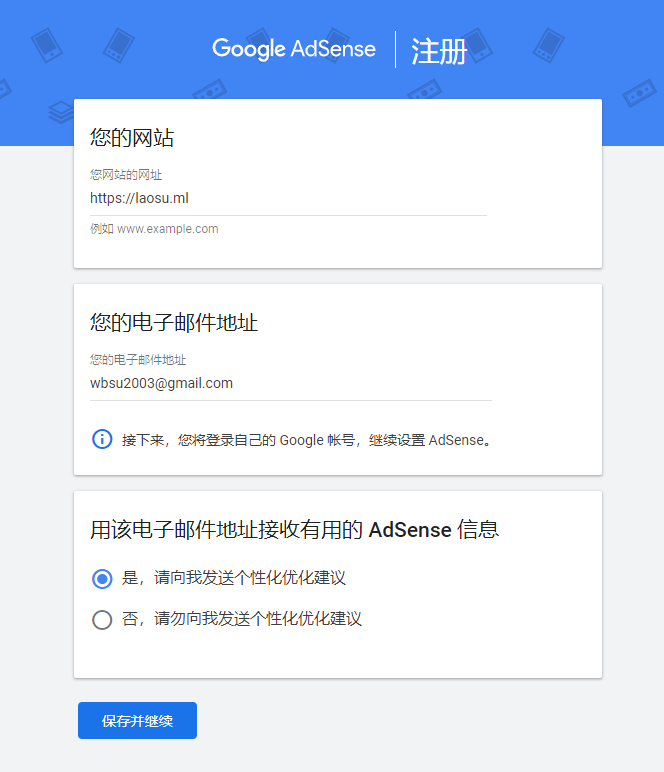 Google AdSense 注册
您的网站
您网站的网址
https://laosu.ml
例如 www.example.com
您的电子邮件地址
您的电子邮件地址
wbsu2003@gmail.com
接下来，您将登录自己的 Google 帐号，继续设置 AdSense。
用该电子邮件地址接收有用的 AdSense 信息
是，请向我发送个性化优化建议
否，请勿向我发送个性化优化建议
保存并继续